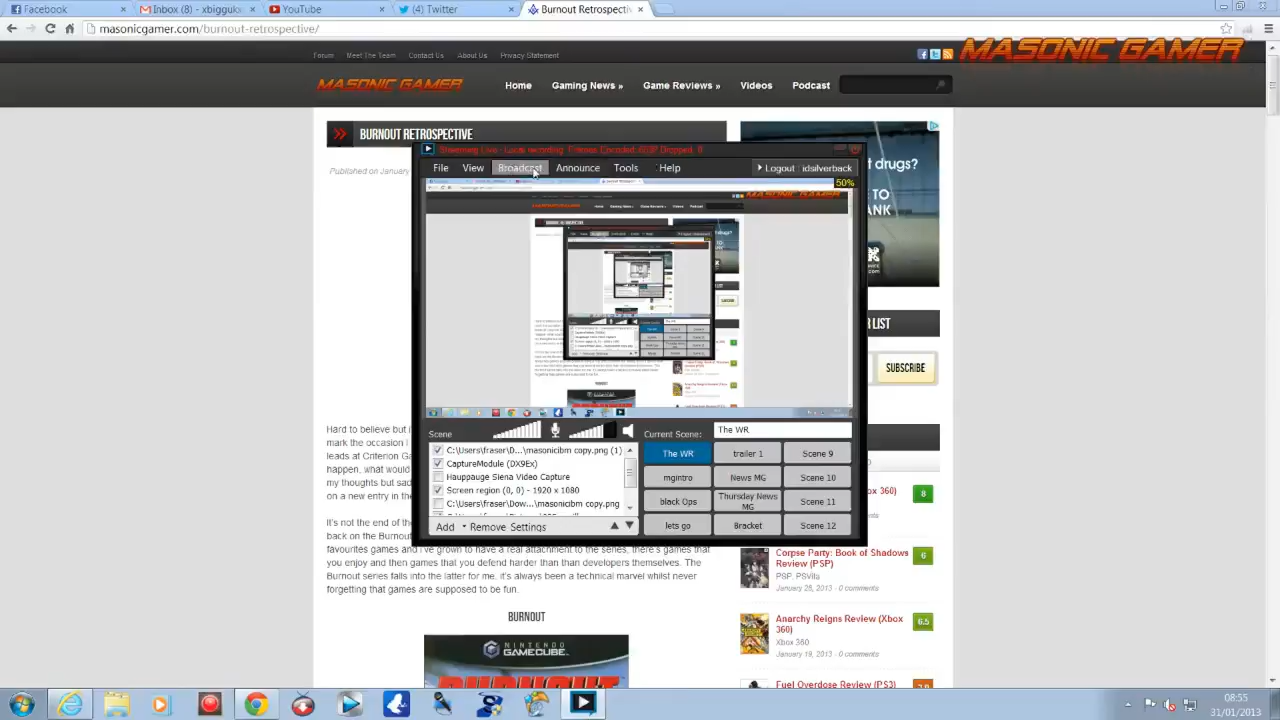 Facebook
Inbox (8) - xbigguko
YouTube
(4) Twitter
Burnout Retrospectiv
masonicgamer.com/burnout-retrospective/
Forum Meet The Team Contact Us About Us Privacy Statement
MASONIC GAMER
MASONIC GAMER
Home Gaming News » Game Reviews » Videos Podcast
BURNOUT RETROSPECTIVE
Published on January
drugs?
Streaming Live - Local recording
File View Broadcast Announce Tools Help Logout idsilverback
50%
Scene
C:\Users\fraser\D...\masonicibm copy.png (1)
CaptureModule (DX9Ex)
Hauppauge Siena Video Capture
Screen region (0, 0) - 1920 x 1080
C:\Users\fraser\Dow...\masonicibm copy.png
Add Remove Settings
Current Scene: The WR
The WR trailer 1 Scene 9
mgintro News MG Scene 10
black Ops Thursday News MG Scene 11
lets go Bracket Scene 12
R LIST
SUBSCRIBE
Hard to believe but i
mark the occasion I
leads at Criterion Ga
happen, what would
my thoughts but sad
on a new entry in the
It's not the end of the
back on the Burnout
favourites games and I've grown to have a real attachment to the series, there's games that
you enjoy and then games that you defend harder than than developers themselves. The
Burnout series falls into the latter for me. it's always been a technical marvel whilst never
forgetting that games are supposed to be fun.
BURNOUT
NINTENDO
GAMECUBE
BURNOUT
ox 360)
8
Corpse Party: Book of Shadows
Review (PSP)
PSP, PSVita
January 28, 2013 - 0 comments
6
Anarchy Reigns Review (Xbox
360)
Xbox 360
January 19, 2013 - 0 comments
6.5
Fuel Overdose Review (PS3)
08:55
31/01/2013